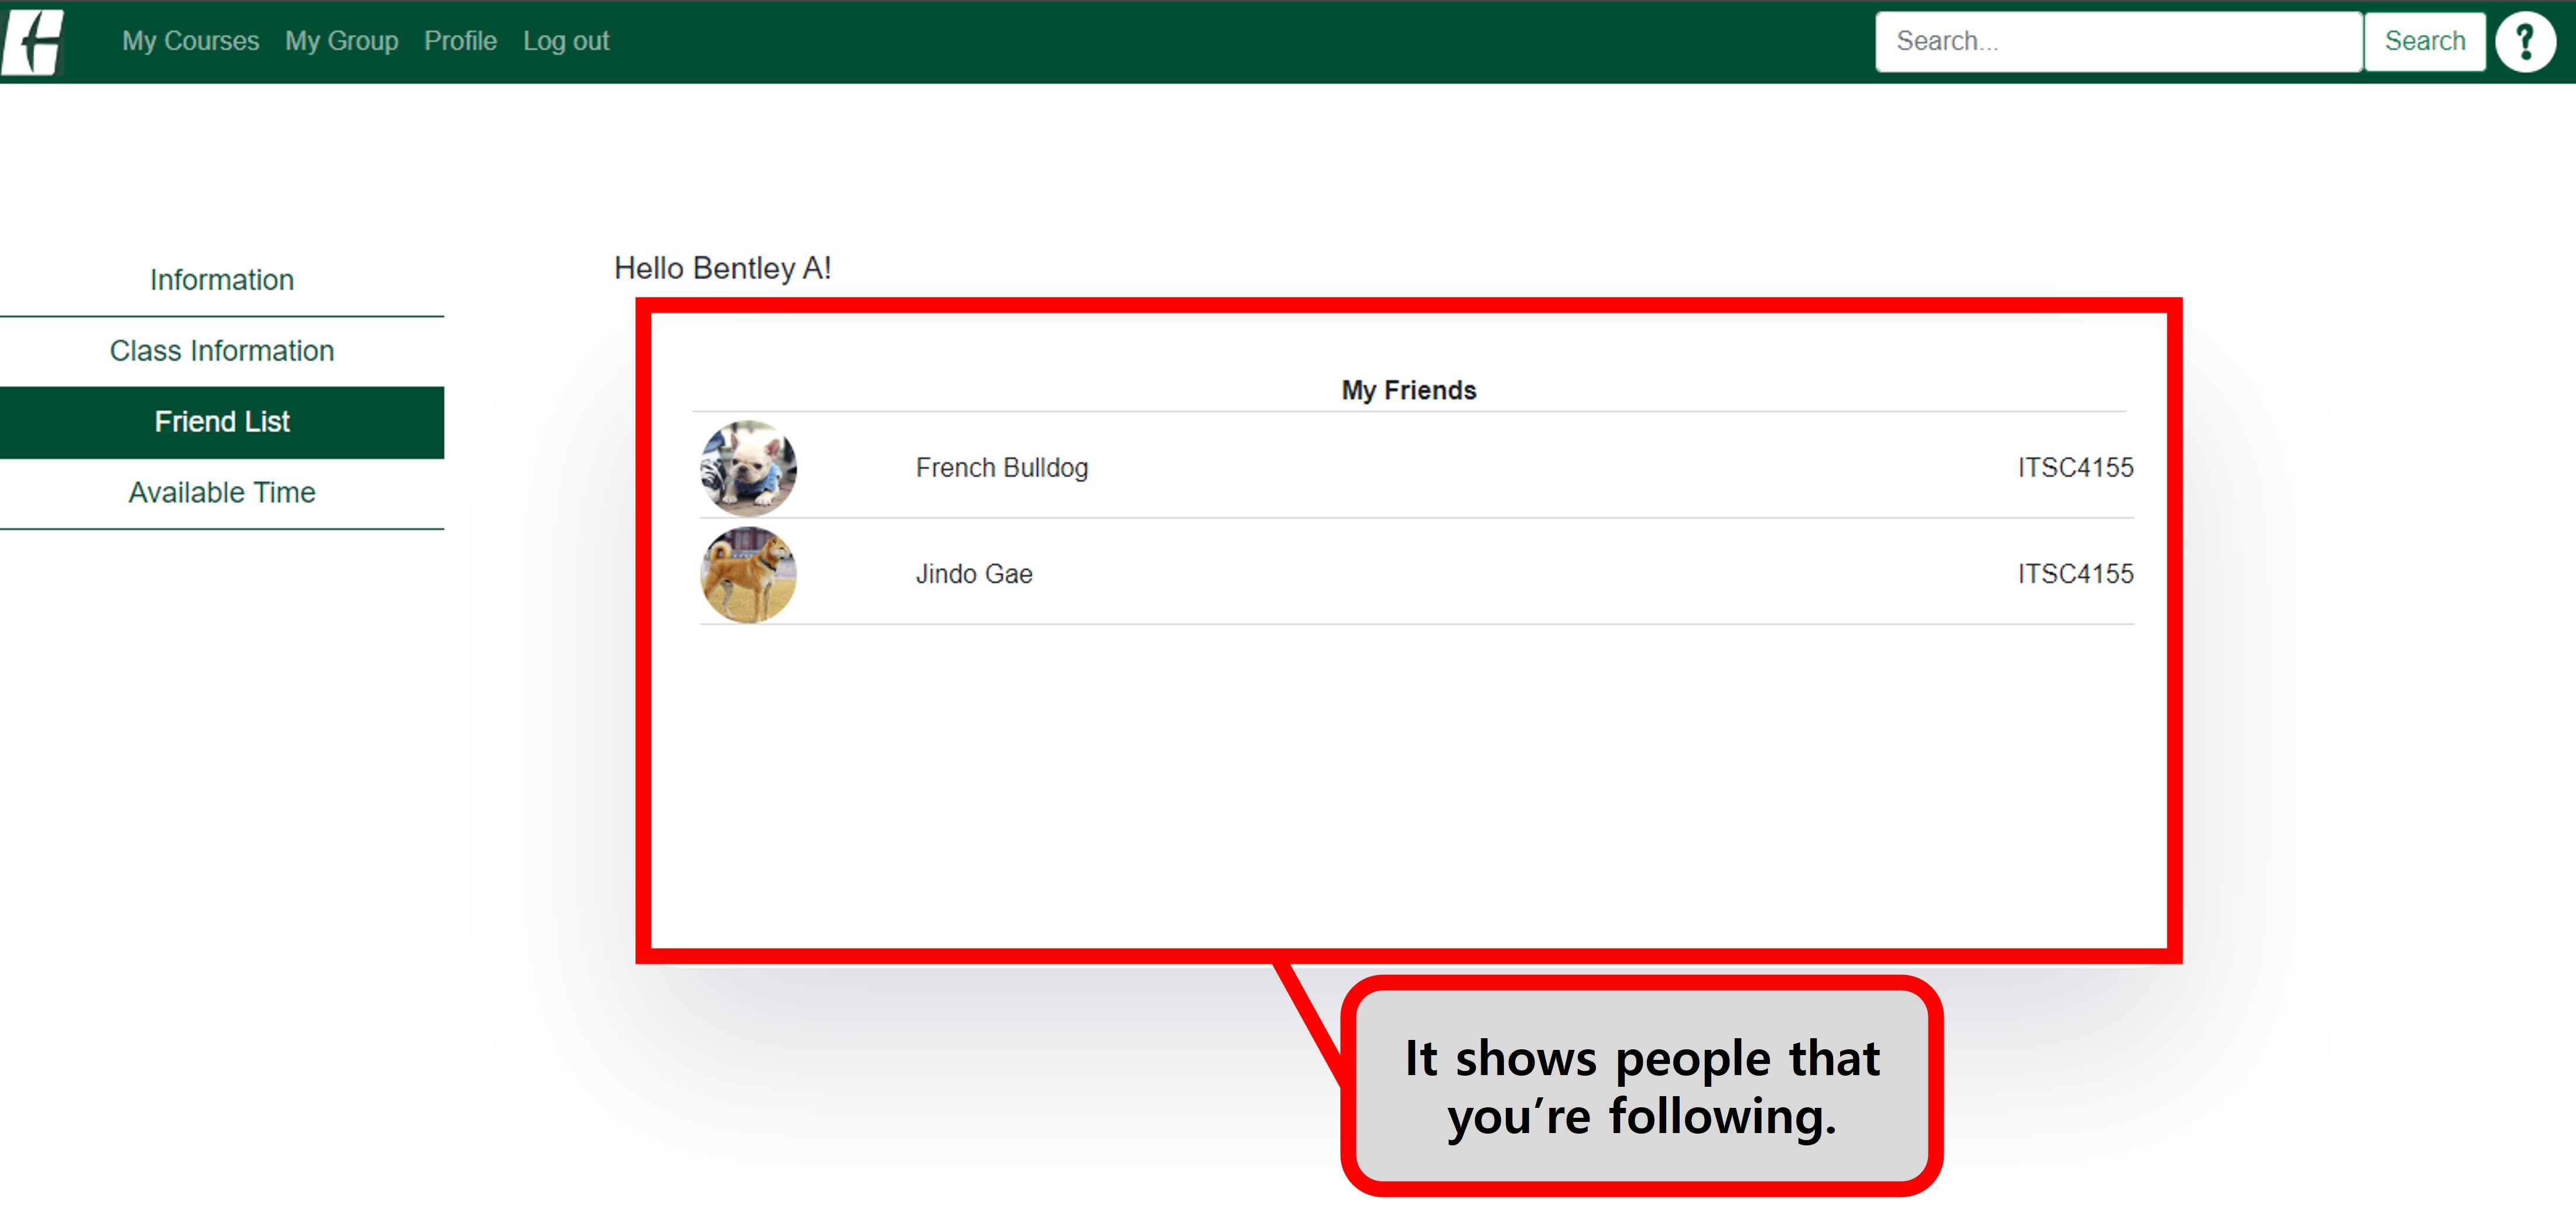 My Courses My Group Profile Log out Search... Search ?
Hello Bentley A!
Information
Class Information
Friend List
Available Time
My Friends
French Bulldog ITSC4155
Jindo Gae ITSC4155
It shows people that
you’re following.